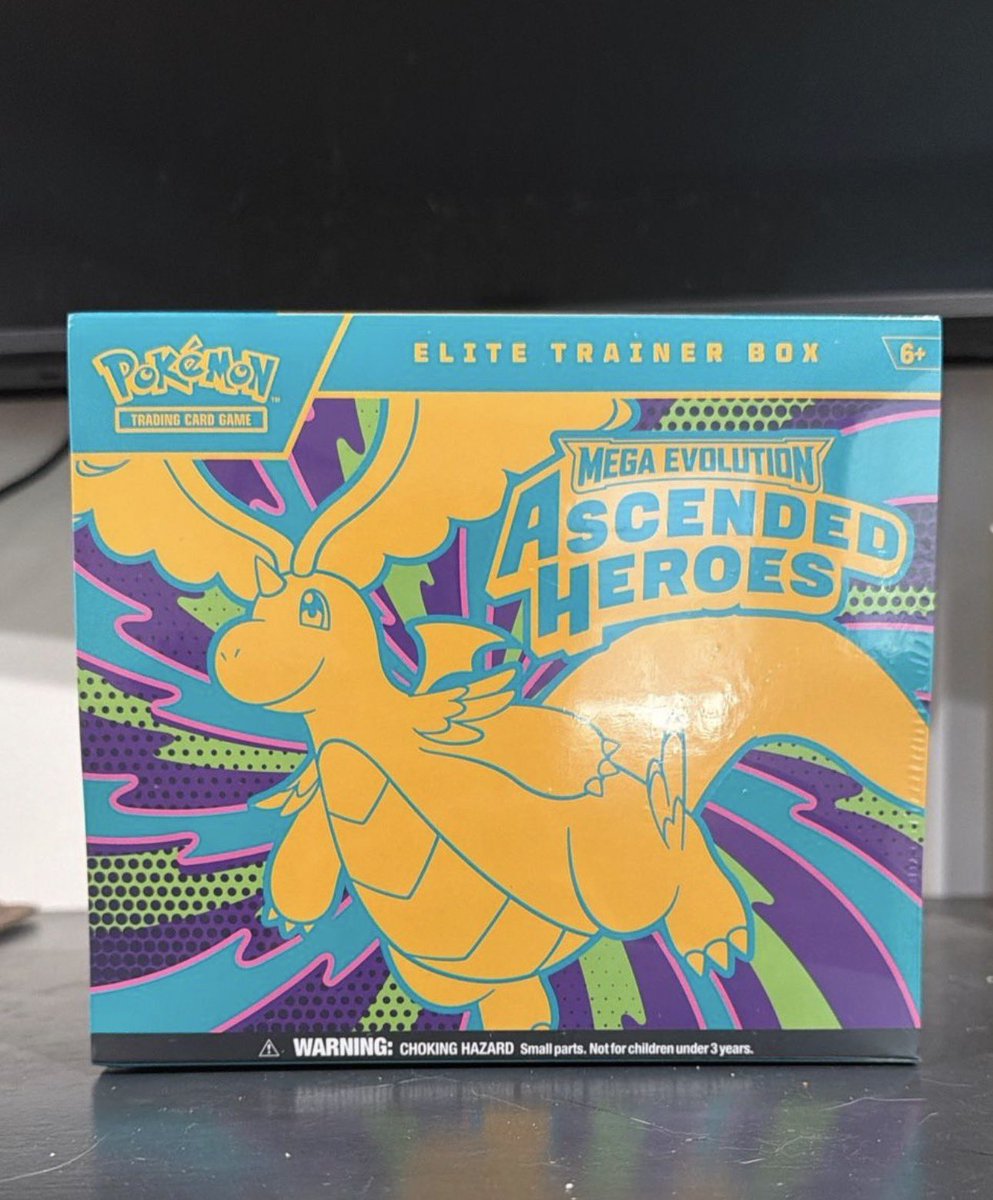 POKÉMON
TM
TRADING CARD GAME
ELITE TRAINER BOX
6+
MEGA EVOLUTION
ASCENDED
HEROES
WARNING: CHOKING HAZARD Small parts. Not for children under 3 years.